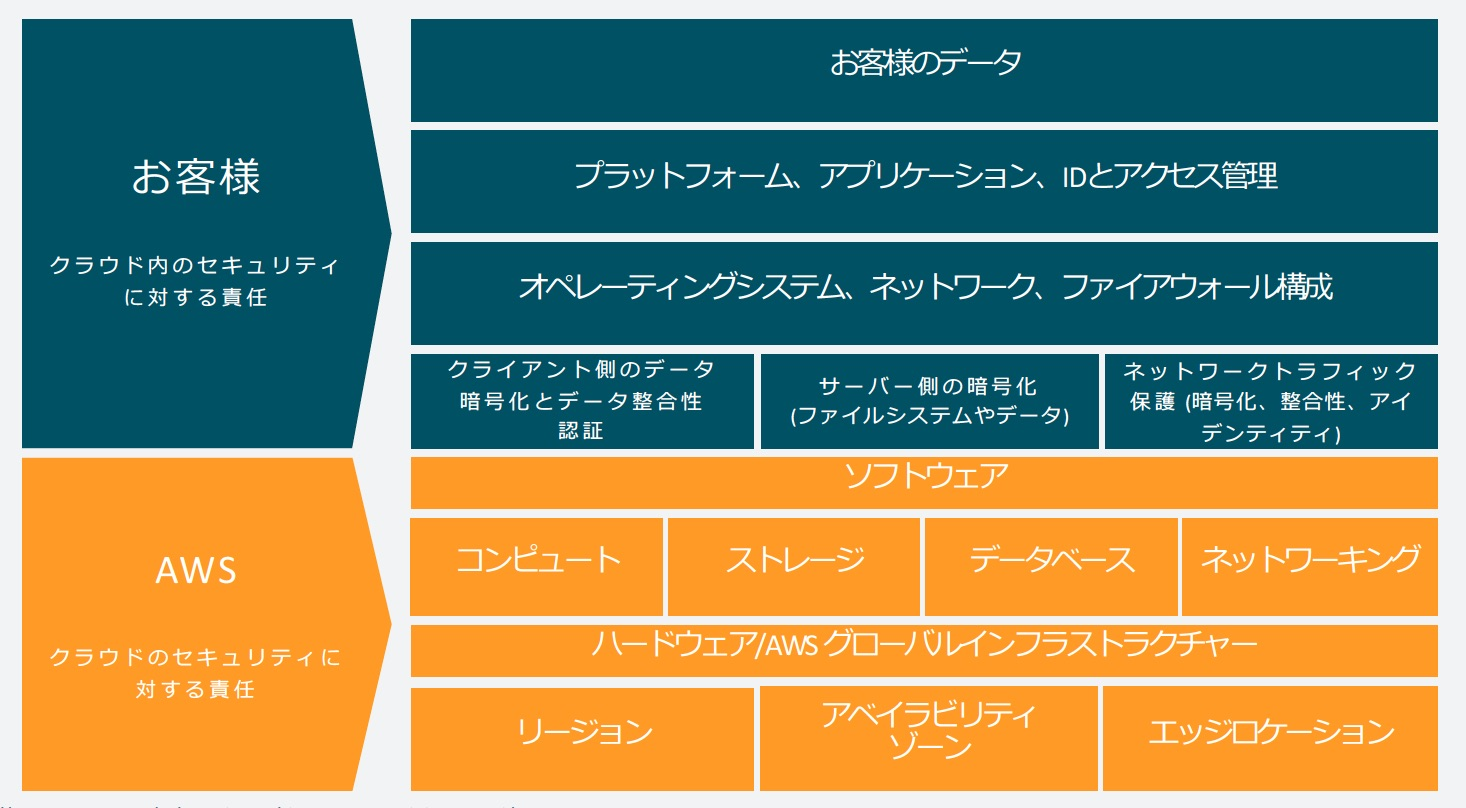 お客様
クラウド内のセキュリティ
に対する責任
お客様のデータ
プラットフォーム、アプリケーション、IDとアクセス管理
オペレーティングシステム、ネットワーク、ファイアウォール構成
クライアント側のデータ
暗号化とデータ整合性
認証
サーバー側の暗号化
(ファイルシステムやデータ)
ネットワークトラフィック
保護 (暗号化、整合性、アイ
デンティティ)
AWS
クラウドのセキュリティに
対する責任
ソフトウェア
コンピュート
ストレージ
データベース
ネットワーキング
ハードウェア/AWS グローバルインフラストラクチャー
リージョン
アベイラビリティ
ゾーン
エッジロケーション